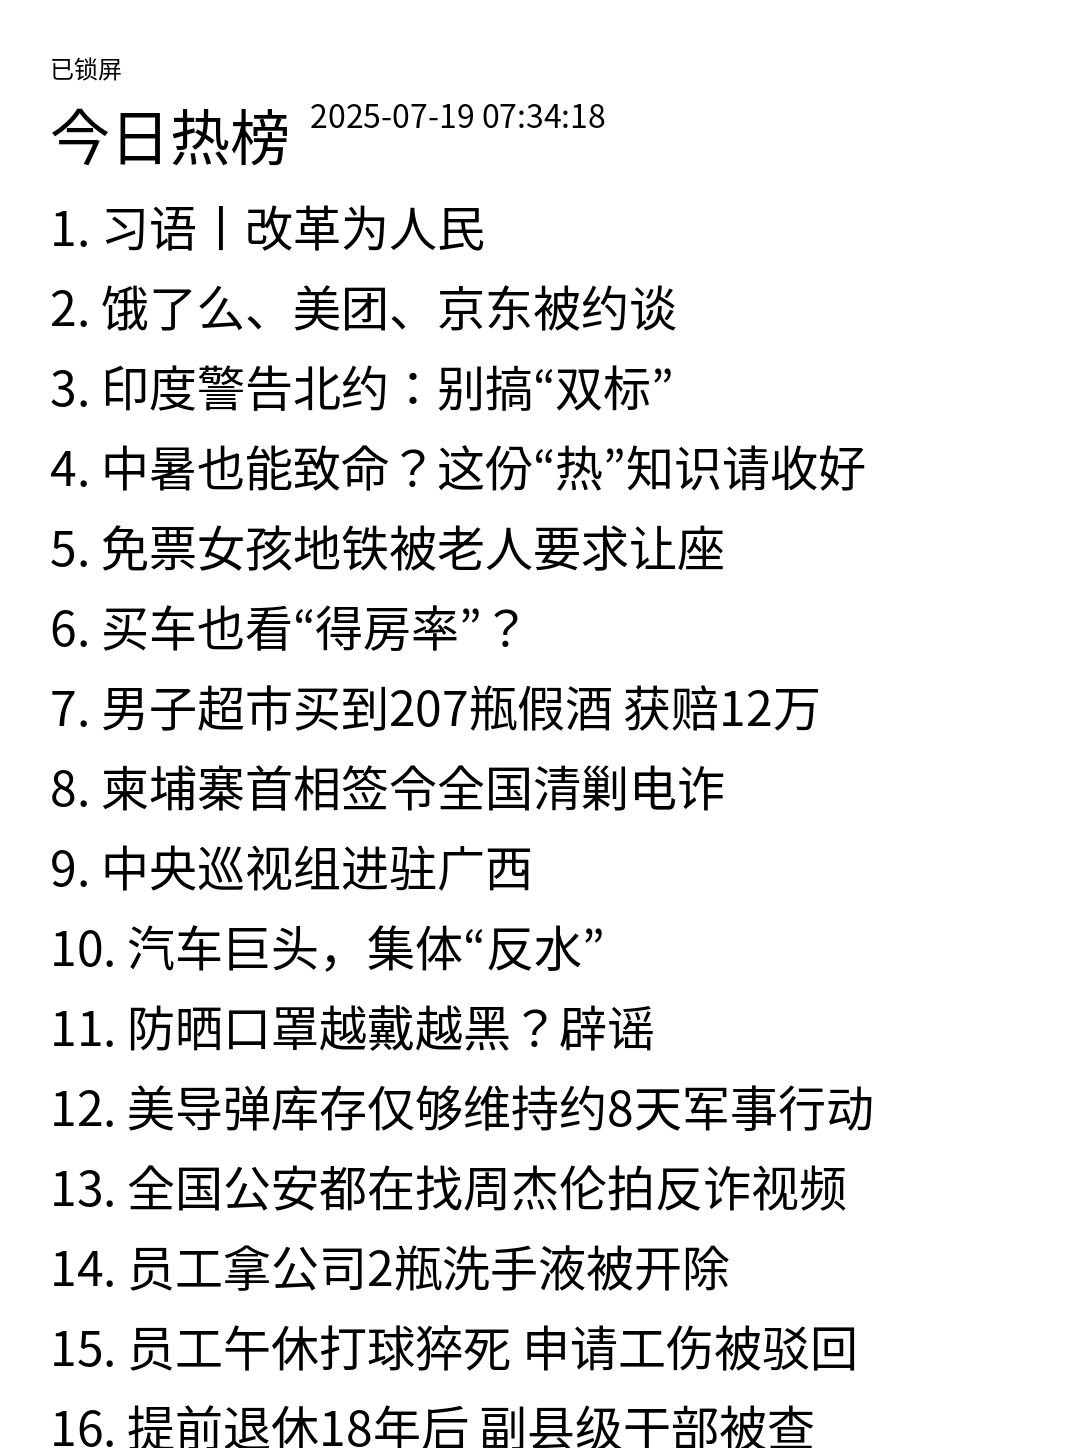 已锁屏
今日热榜 2025-07-19 07:34:18
1. 习语丨改革为人民
2. 饿了么、美团、京东被约谈
3. 印度警告北约：别搞“双标”
4. 中暑也能致命？这份“热”知识请收好
5. 免票女孩地铁被老人要求让座
6. 买车也看“得房率”？
7. 男子超市买到207瓶假酒 获赔12万
8. 柬埔寨首相签令全国清剿电诈
9. 中央巡视组进驻广西
10. 汽车巨头，集体“反水”
11. 防晒口罩越戴越黑？辟谣
12. 美导弹库存仅够维持约8天军事行动
13. 全国公安都在找周杰伦拍反诈视频
14. 员工拿公司2瓶洗手液被开除
15. 员工午休打球猝死 申请工伤被驳回
16. 提前退休18年后 副县级干部被查